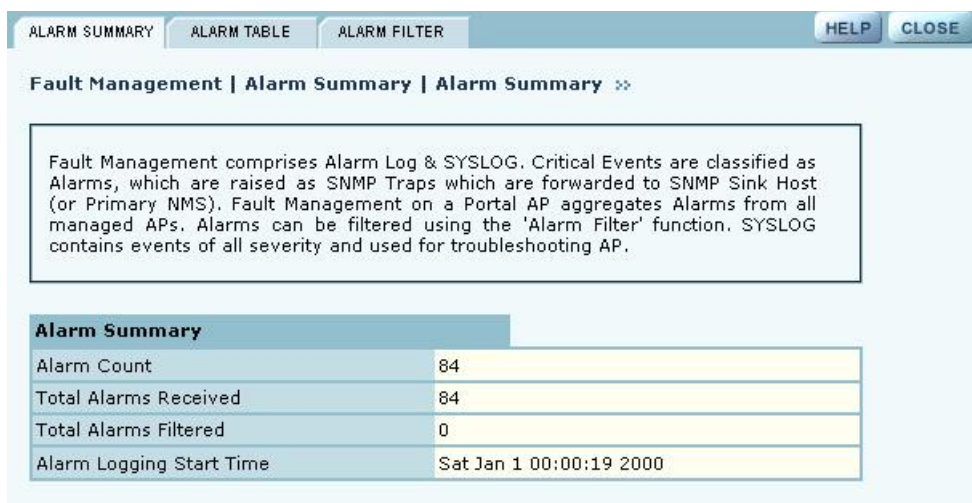 ALARM SUMMARY ALARM TABLE ALARM FILTER HELP CLOSE
Fault Management | Alarm Summary | Alarm Summary »
Fault Management comprises Alarm Log & SYSLOG. Critical Events are classified as
Alarms, which are raised as SNMP Traps which are forwarded to SNMP Sink Host
(or Primary NMS). Fault Management on a Portal AP aggregates Alarms from all
managed APs. Alarms can be filtered using the 'Alarm Filter' function. SYSLOG
contains events of all severity and used for troubleshooting AP.
Alarm Summary
Alarm Count 84
Total Alarms Received 84
Total Alarms Filtered 0
Alarm Logging Start Time Sat Jan 1 00:00:19 2000